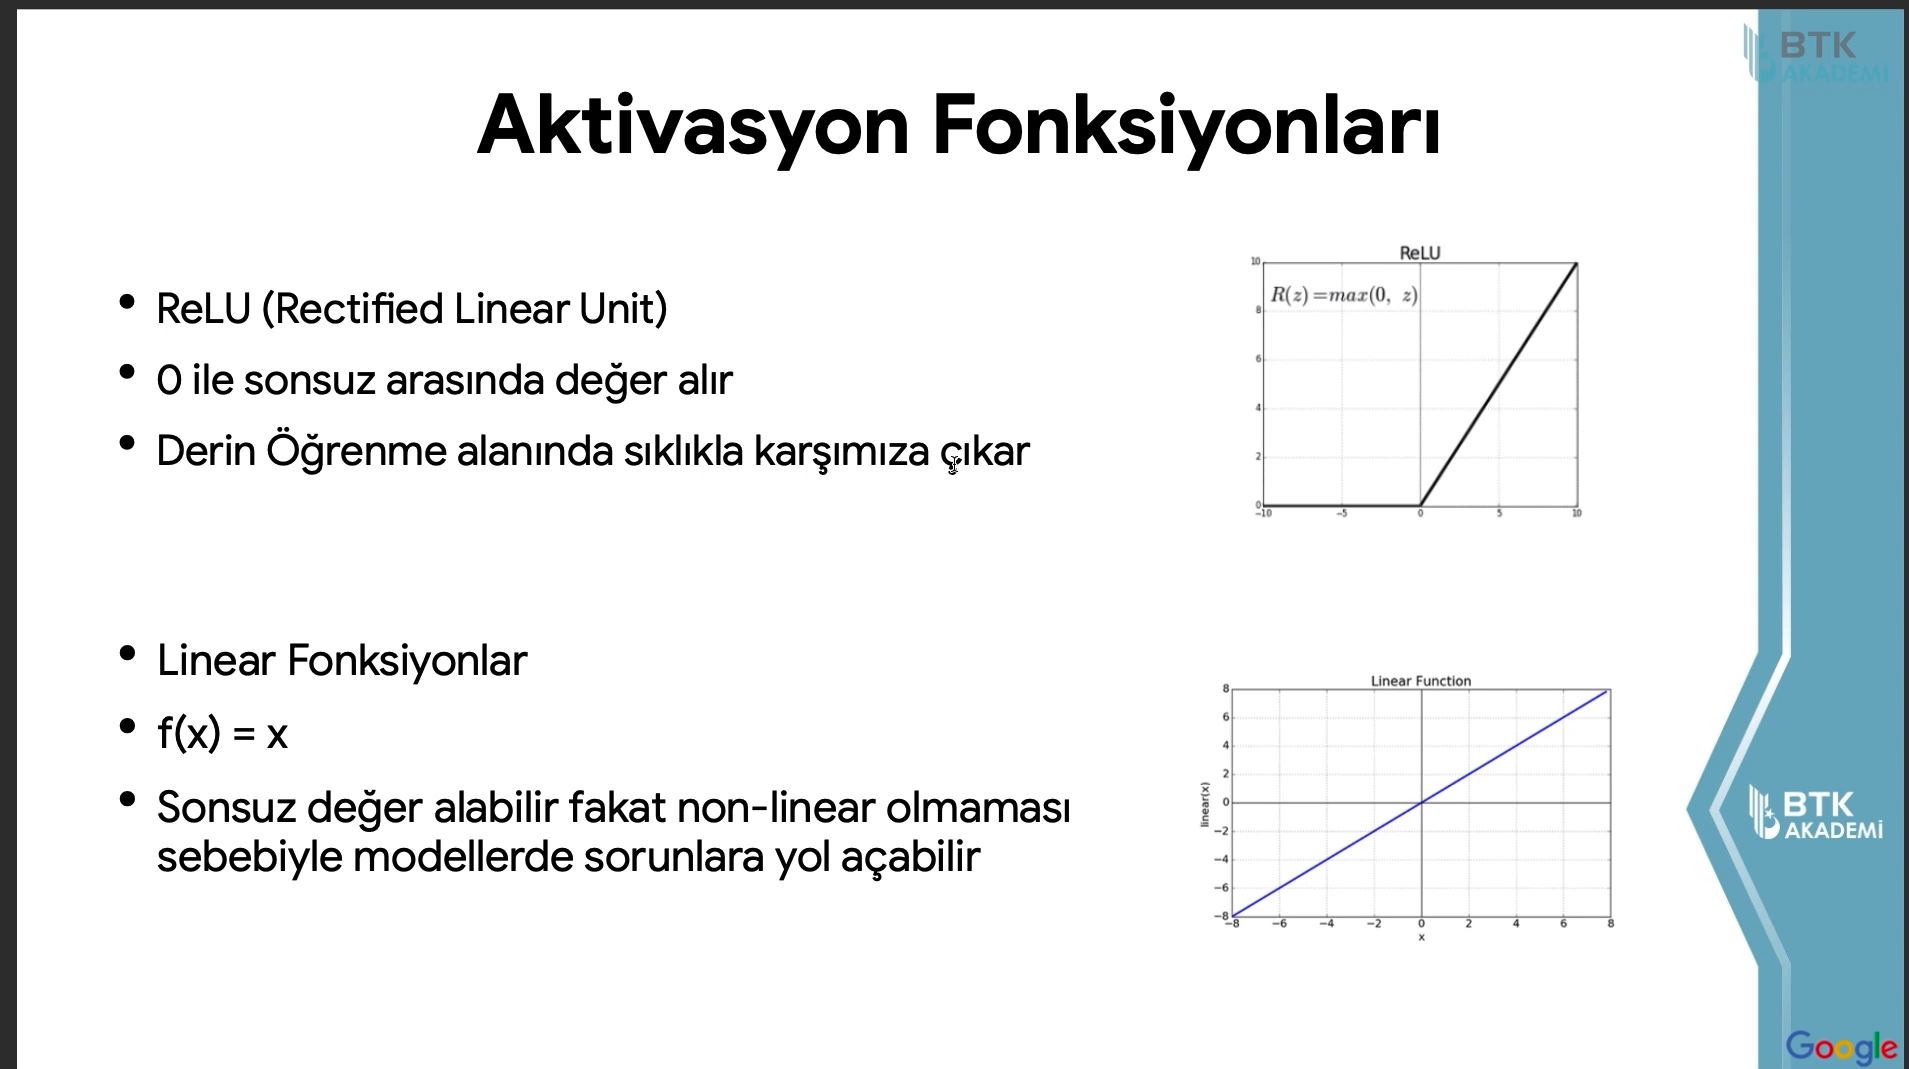 BTK
AKADEMİ
Aktivasyon Fonksiyonları
• ReLU (Rectified Linear Unit)
• 0 ile sonsuz arasında değer alır
• Derin Öğrenme alanında sıklıkla karşımıza çıkar
ReLU
R(z)=max(0, z)
10
8
6
4
2
0
−10 −5 0 5 10
• Linear Fonksiyonlar
• f(x) = x
• Sonsuz değer alabilir fakat non-linear olmaması
sebebiyle modellerde sorunlara yol açabilir
Linear Function
linear(x)
8
6
4
2
0
−2
−4
−6
−8
−8 −6 −4 −2 0 2 4 6 8
x
BTK
AKADEMİ
Google